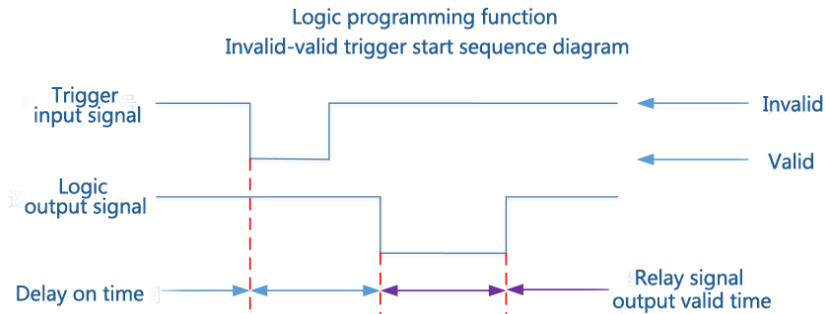 Logic programming function
Invalid-valid trigger start sequence diagram
Trigger
input signal
Invalid
Valid
Logic
output signal
Delay on time
Relay signal
output valid time